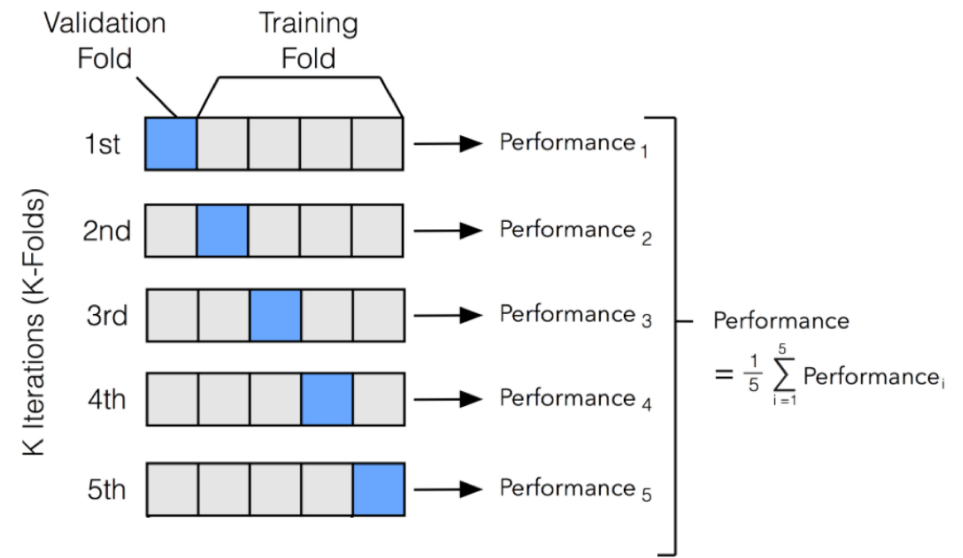 Validation
Fold
Training
Fold
K Iterations (K-Folds)
1st
Performance 1
2nd
Performance 2
3rd
Performance 3
4th
Performance 4
5th
Performance 5
Performance
= 1/5 5 ∑ i=1 Performance i